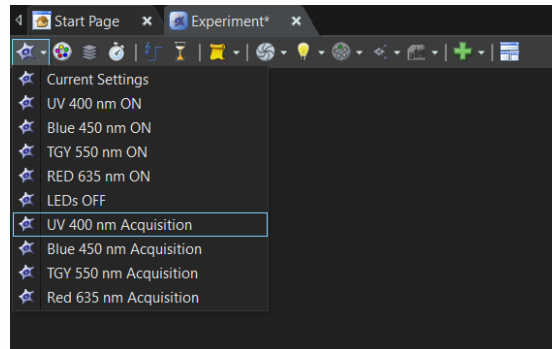 Start Page
Experiment*
Current Settings
UV 400 nm ON
Blue 450 nm ON
TGY 550 nm ON
RED 635 nm ON
LEDs OFF
UV 400 nm Acquisition
Blue 450 nm Acquisition
TGY 550 nm Acquisition
Red 635 nm Acquisition